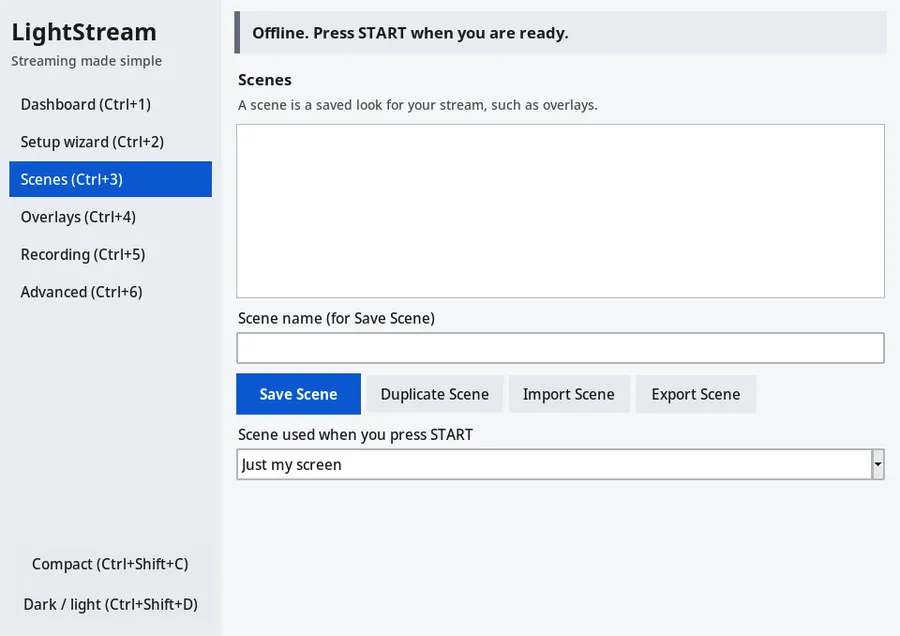 LightStream
Streaming made simple
Dashboard (Ctrl+1)
Setup wizard (Ctrl+2)
Scenes (Ctrl+3)
Overlays (Ctrl+4)
Recording (Ctrl+5)
Advanced (Ctrl+6)
Compact (Ctrl+Shift+C)
Dark / light (Ctrl+Shift+D)
Offline. Press START when you are ready.
Scenes
A scene is a saved look for your stream, such as overlays.
Scene name (for Save Scene)
Save Scene Duplicate Scene Import Scene Export Scene
Scene used when you press START
Just my screen